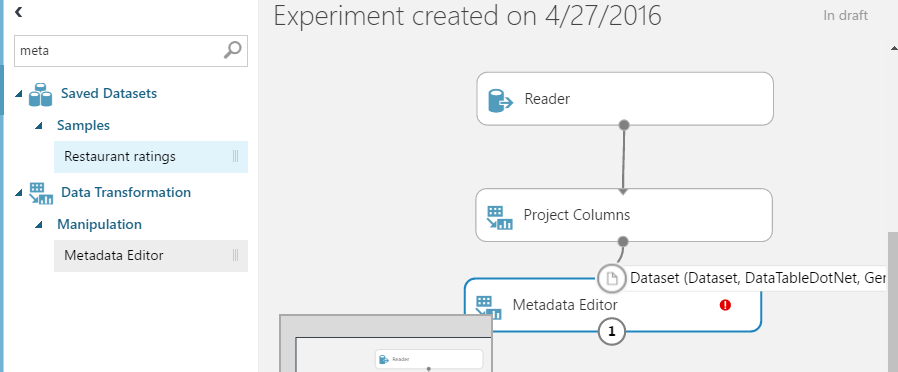 Experiment created on 4/27/2016
In draft
meta
Saved Datasets
Samples
Restaurant ratings
Data Transformation
Manipulation
Metadata Editor
Reader
Project Columns
Dataset (Dataset, DataTableDotNet, Ger
Metadata Editor
1
Reader